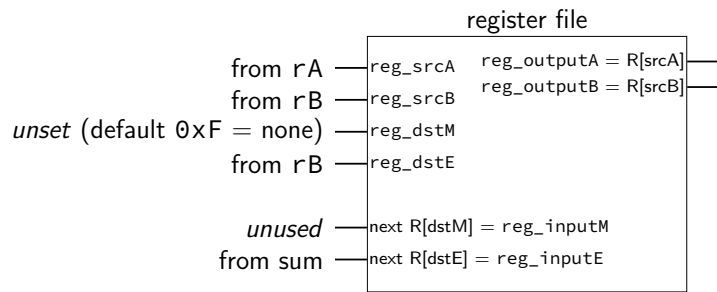 register file
from rA reg_srcA reg_outputA = R[srcA]
from rB reg_srcB reg_outputB = R[srcB]
unset (default 0xF = none) reg_dstM
from rB reg_dstE
unused next R[dstM] = reg_inputM
from sum next R[dstE] = reg_inputE